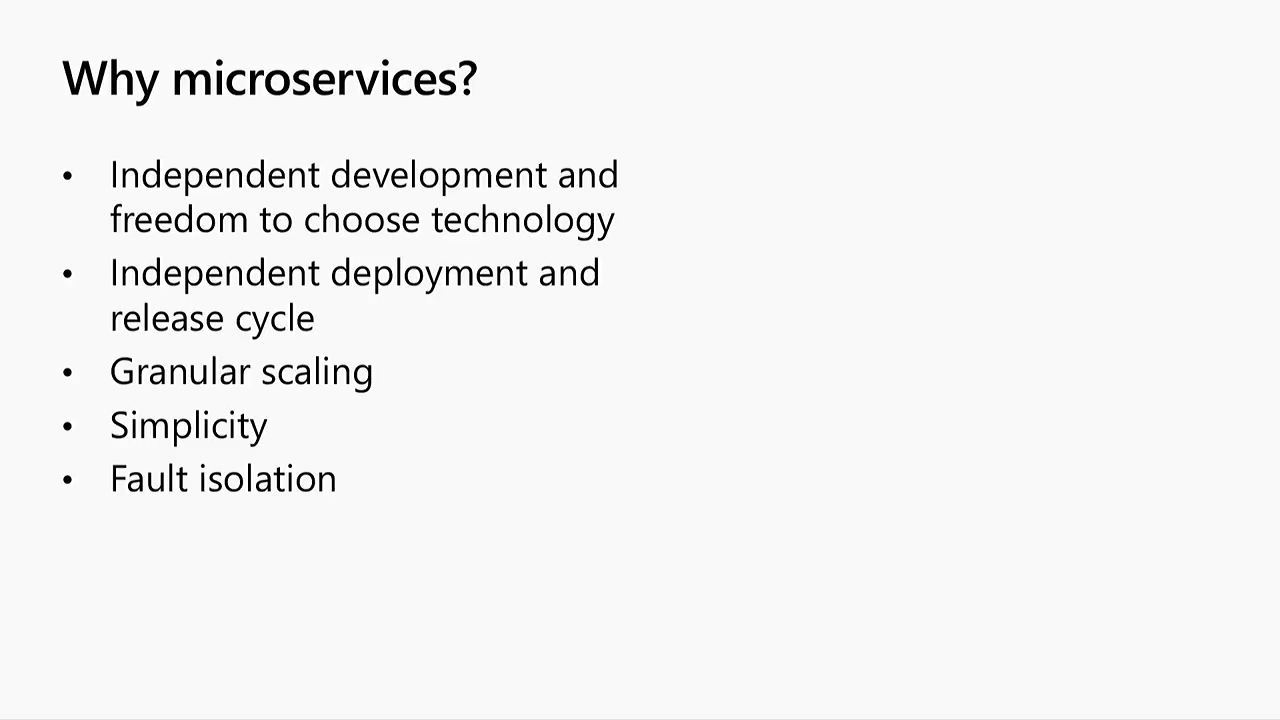 Why microservices?
• Independent development and
freedom to choose technology
• Independent deployment and
release cycle
• Granular scaling
• Simplicity
• Fault isolation